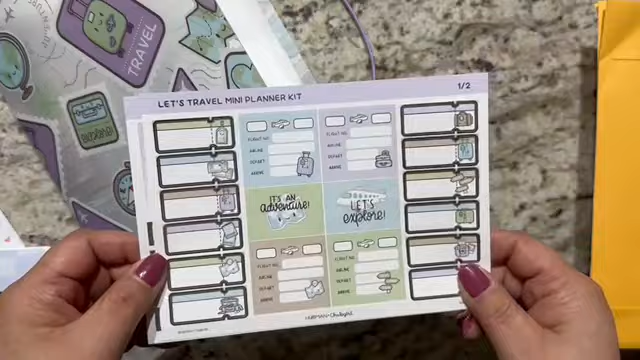 TRAVEL
LET'S TRAVEL MINI PLANNER KIT
1/2
FLIGHT NO.
AIRLINE
DEPART
ARRIVE
FLIGHT NO.
AIRLINE
DEPART
ARRIVE
IT'S AN
adventure!
LET'S
explore!
FLIGHT NO.
AIRLINE
DEPART
ARRIVE
FLIGHT NO.
AIRLINE
DEPART
ARRIVE